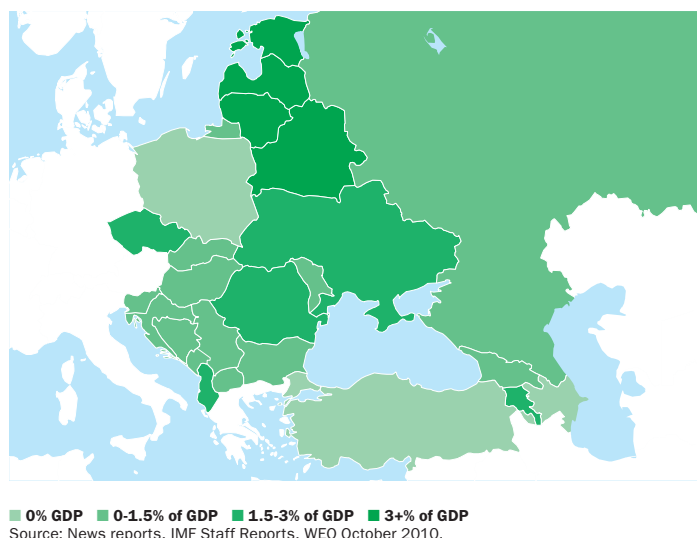 0% GDP 0-1.5% of GDP 1.5-3% of GDP 3+% of GDP
Source: News reports, IMF Staff Reports, WEO October 2010.